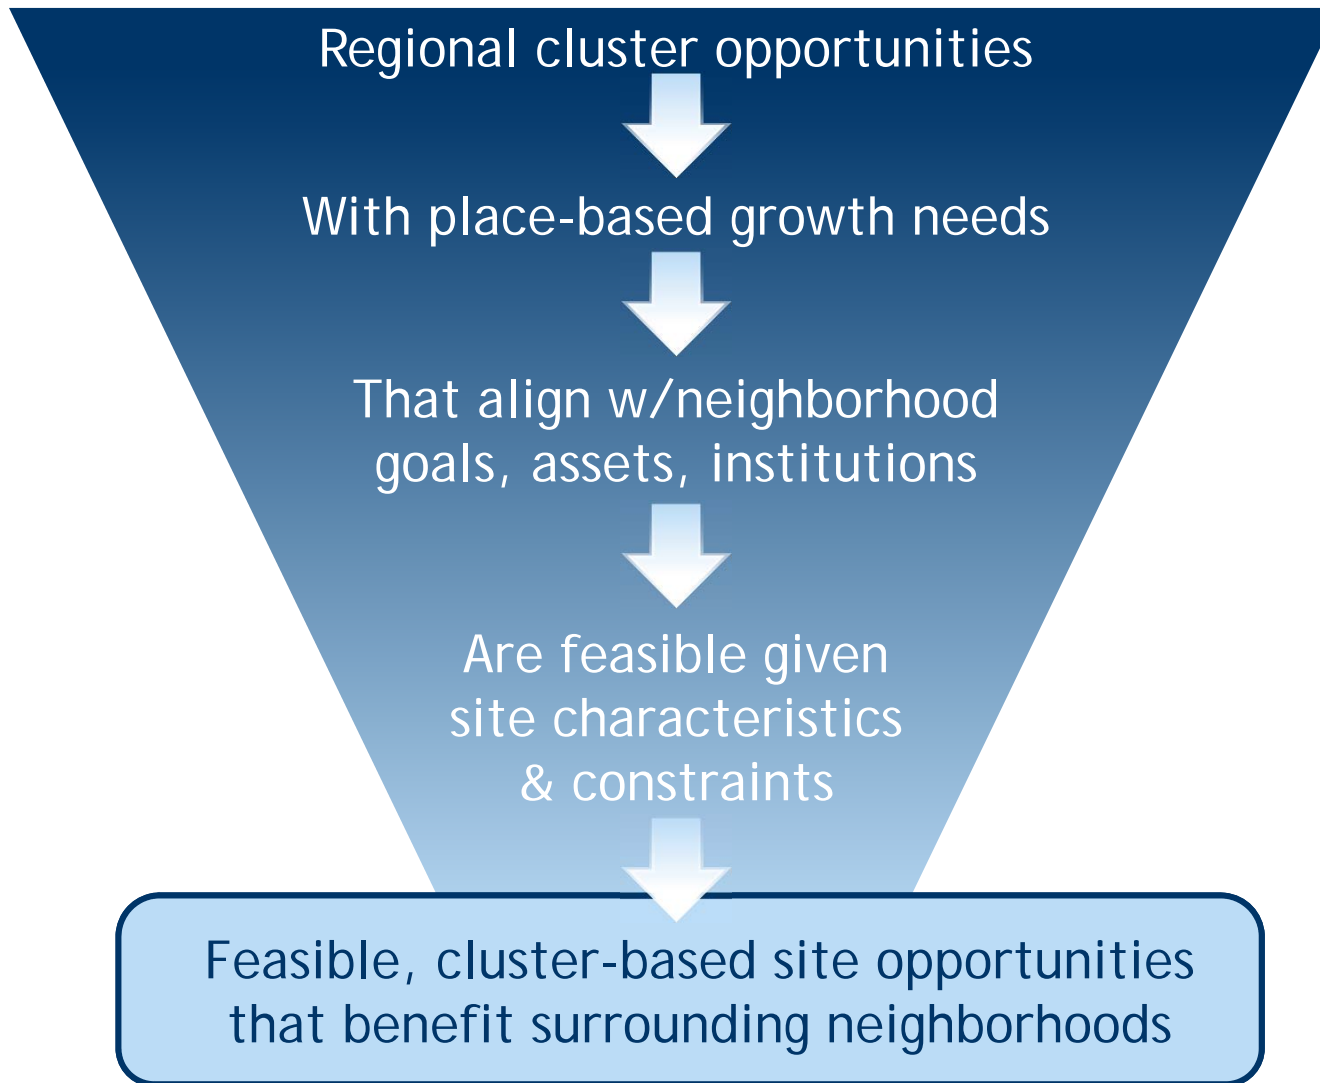 Regional cluster opportunities
With place-based growth needs
That align w/neighborhood
goals, assets, institutions
Are feasible given
site characteristics
& constraints
Feasible, cluster-based site opportunities
that benefit surrounding neighborhoods